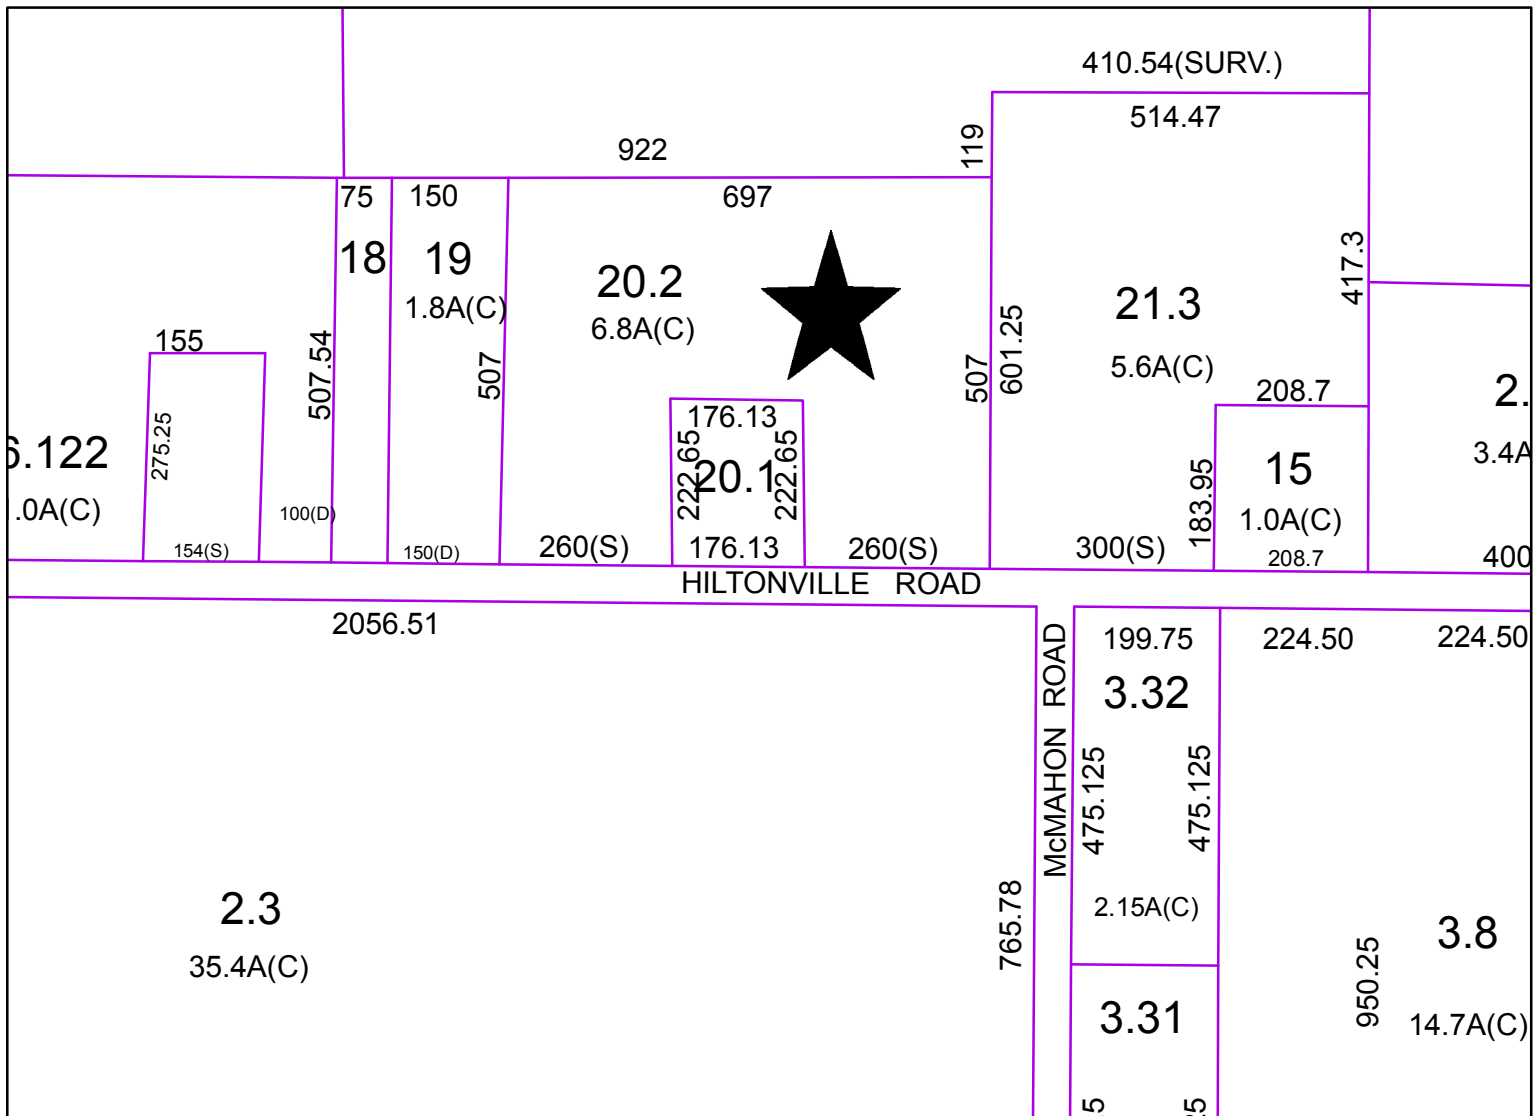 410.54(SURV.)
514.47
119
922
75
150
697
18
19
1.8A(C)
20.2
6.8A(C)
417.3
21.3
5.6A(C)
601.25
507
507
507.54
155
275.25
6.122
.0A(C)
100(D)
154(S)
150(D)
260(S)
176.13
222.65
20.1
222.65
176.13
260(S)
300(S)
208.7
183.95
15
1.0A(C)
208.7
2.
3.4A
400
HILTONVILLE ROAD
2056.51
McMAHON ROAD
199.75
224.50
224.50
3.32
475.125
475.125
2.15A(C)
765.78
2.3
35.4A(C)
3.31
950.25
3.8
14.7A(C)